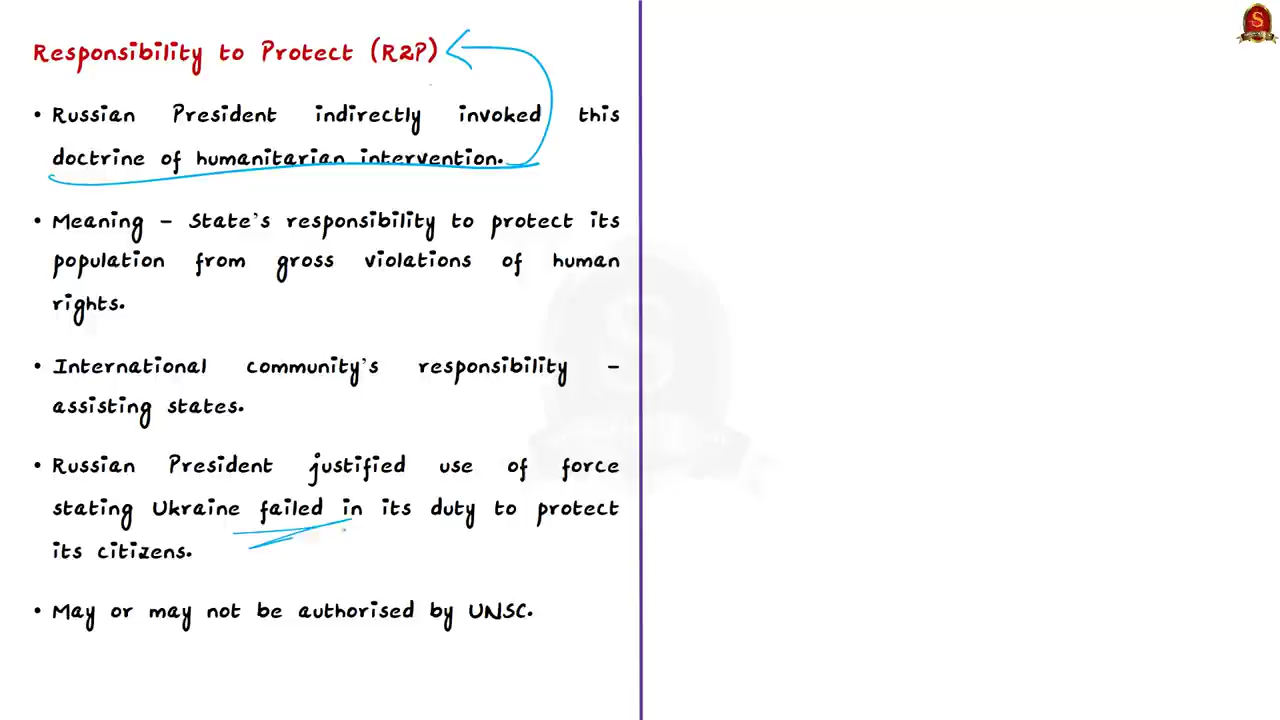 Responsibility to Protect (R2P)
• Russian President indirectly invoked this
doctrine of humanitarian intervention.
• Meaning – State's responsibility to protect its
population from gross violations of human
rights.
• International community's responsibility –
assisting states.
• Russian President justified use of force
stating Ukraine failed in its duty to protect
its citizens.
• May or may not be authorised by UNSC.